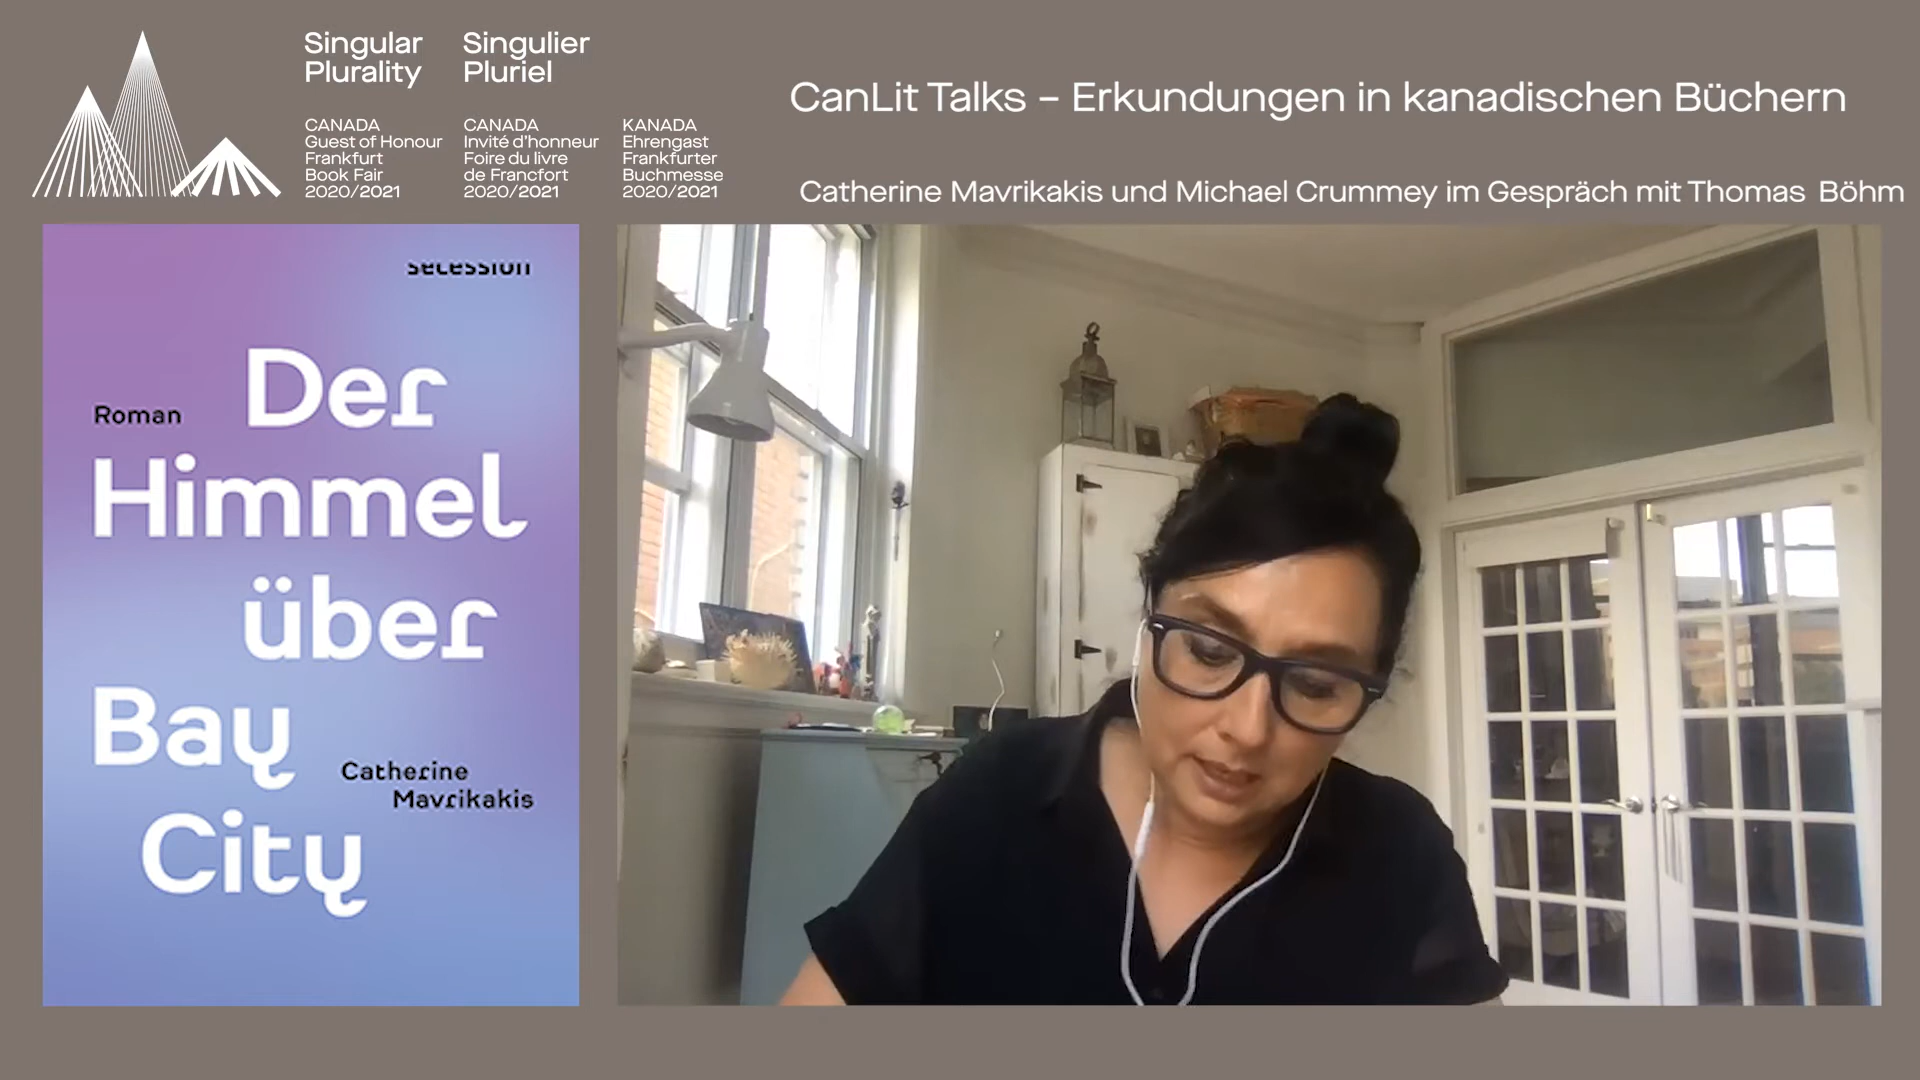 Singular
Plurality
Singulier
Pluriel
CANADA
Guest of Honour
Frankfurt
Book Fair
2020/2021
CANADA
Invité d'honneur
Foire du livre
de Francfort
2020/2021
KANADA
Ehrengast
Frankfurter
Buchmesse
2020/2021
CanLit Talks – Erkundungen in kanadischen Büchern
Catherine Mavrikakis und Michael Crummey im Gespräch mit Thomas Böhm
secession
Roman
Der
Himmel
über
Bay
City
Catherine
Mavrikakis